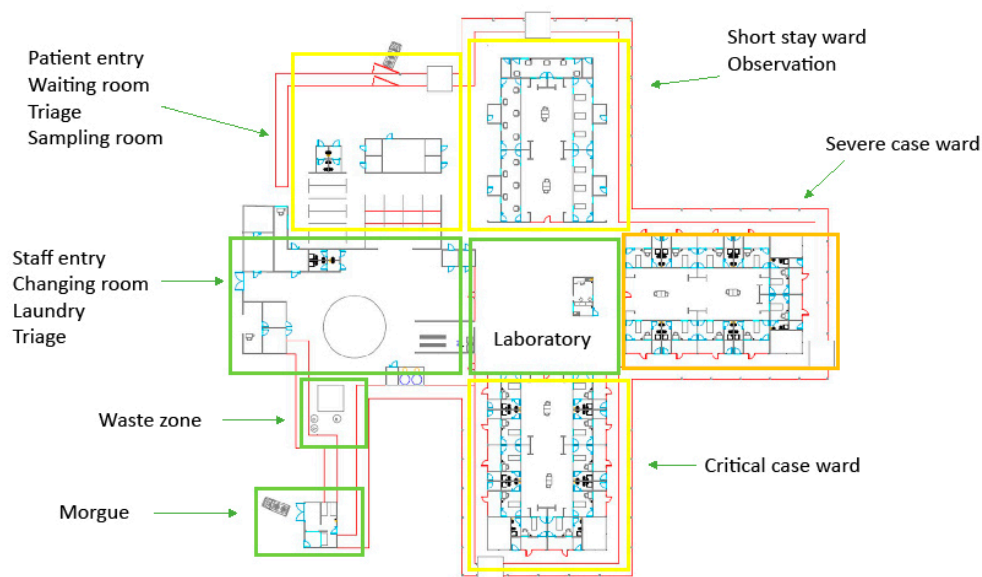 Patient entry
Waiting room
Triage
Sampling room
Short stay ward
Observation
Severe case ward
Staff entry
Changing room
Laundry
Triage
Laboratory
Waste zone
Critical case ward
Morgue